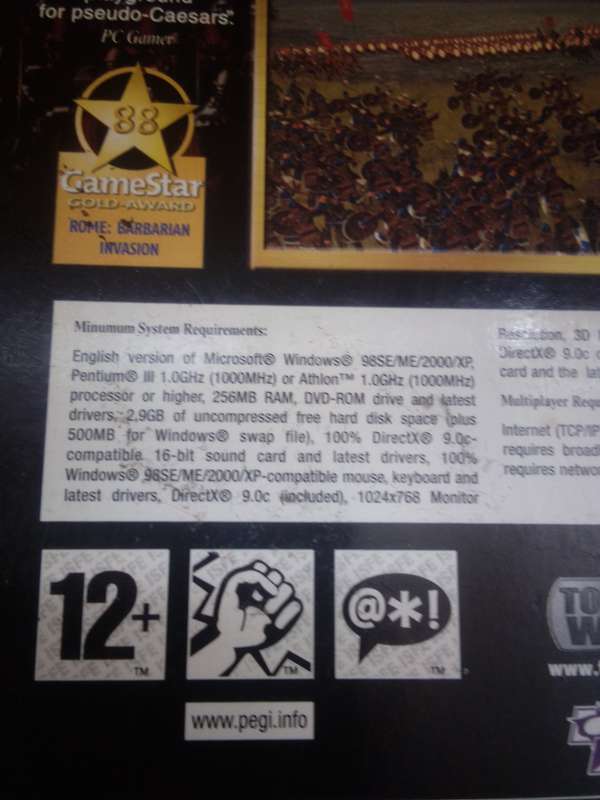 for pseudo-Caesars".
PC Gamer
88
GameStar
GOLD-AWARD
ROME: BARBARIAN
INVASION
Minumum System Requirements:
English version of Microsoft® Windows® 98SE/ME/2000/XP,
Pentium® III 1.0GHz (1000MHz) or Athlon™ 1.0GHz (1000MHz)
processor or higher, 256MB RAM, DVD-ROM drive and latest
drivers, 2.9GB of uncompressed free hard disk space (plus
500MB for Windows® swap file), 100% DirectX® 9.0c-
compatible 16-bit sound card and latest drivers, 100%
Windows® 98SE/ME/2000/XP-compatible mouse, keyboard and
latest drivers, DirectX® 9.0c (included), 1024x768 Monitor
3D
DirectX® 9.0c
card and the
Multiplayer
Internet
requires
requires
12+
TM
TM
@*!
TM
www.pegi.info
www.